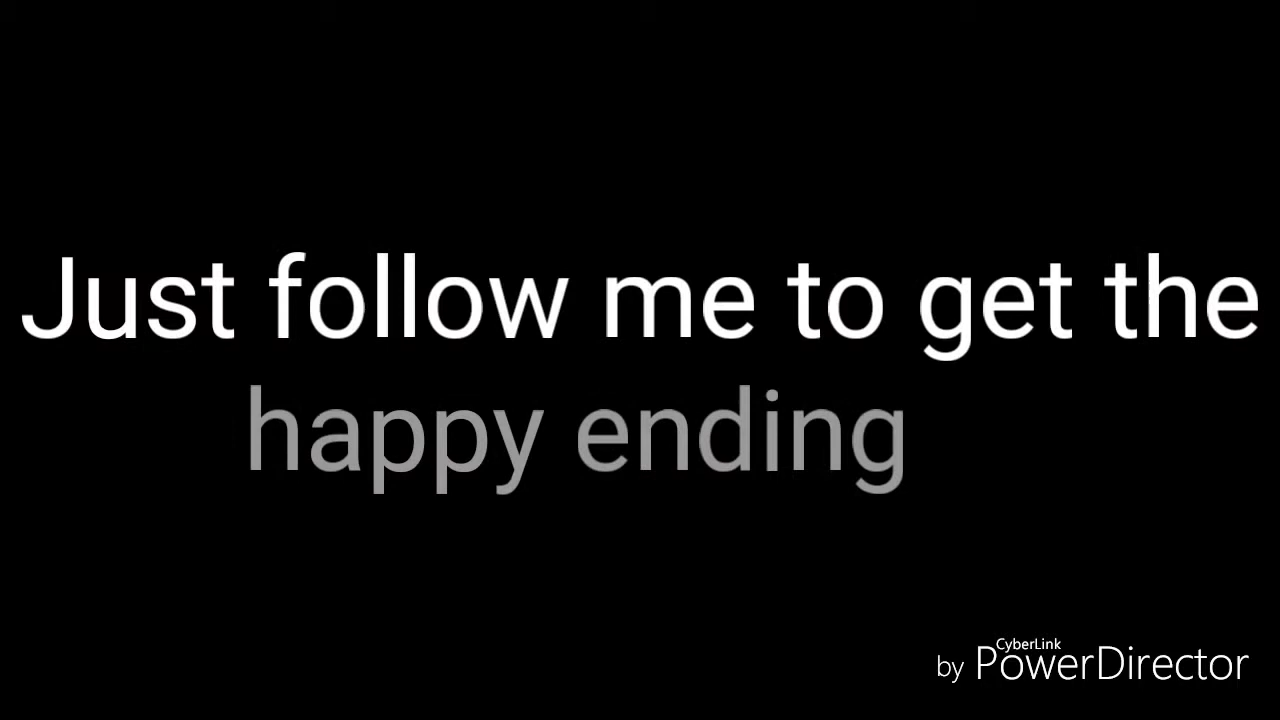 Just follow me to get the
happy ending
CyberLink
by PowerDirector